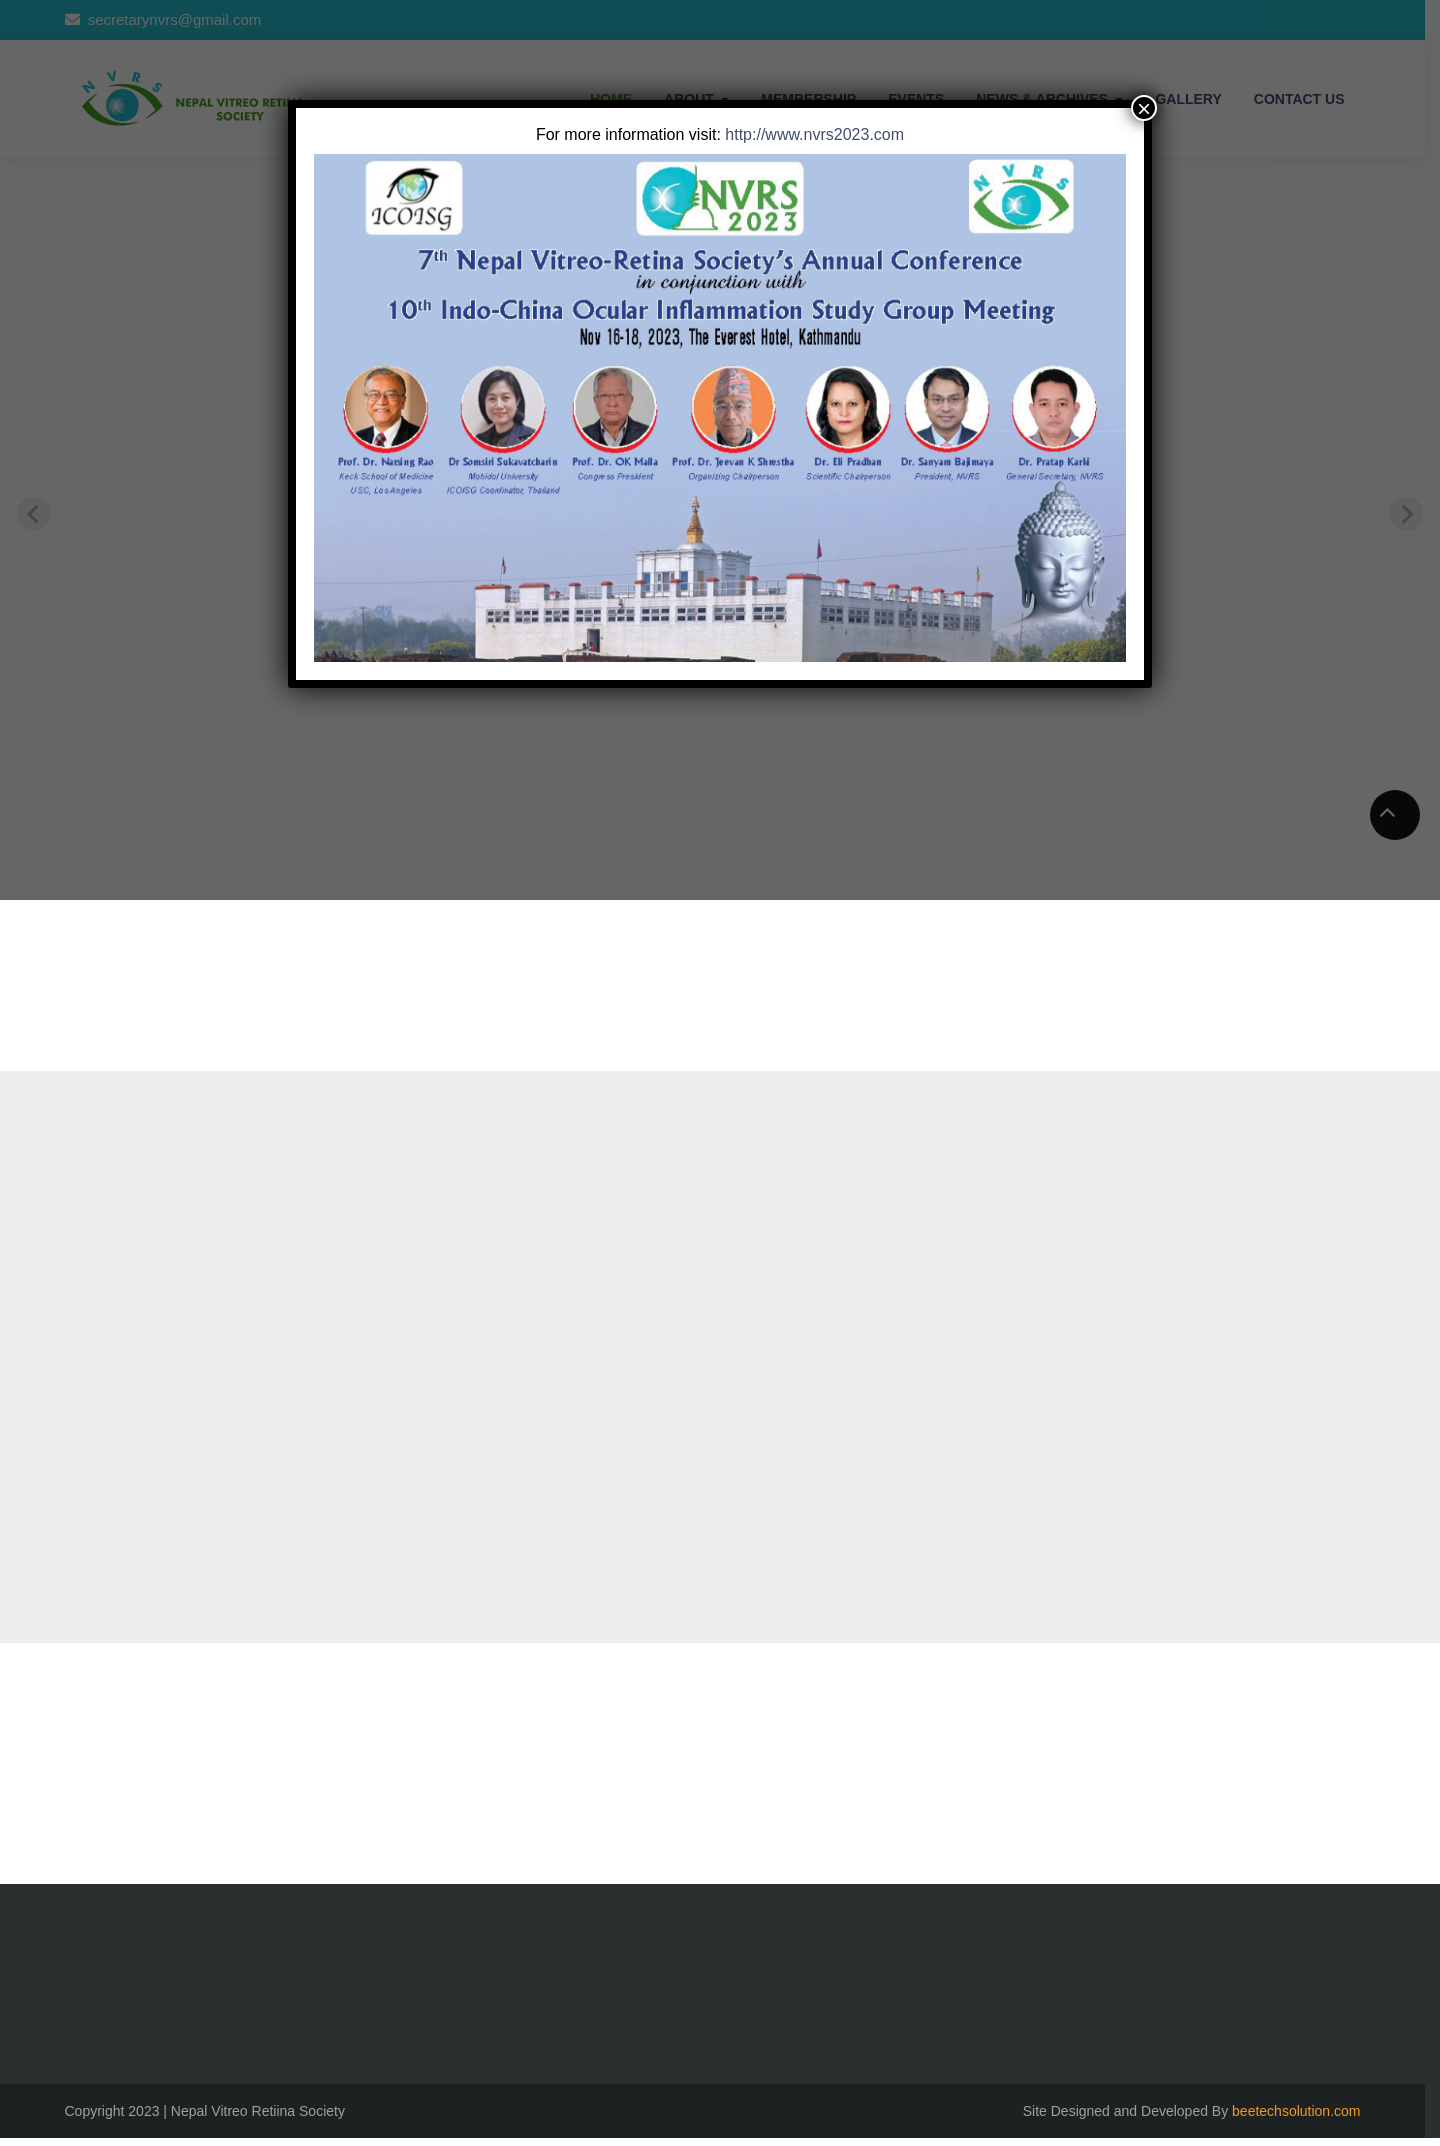 secretarynvrs@gmail.com
N V R S
NEPAL VITREO RETINA
SOCIETY
HOME ABOUT MEMBERSHIP EVENTS NEWS & ARCHIVES GALLERY CONTACT US
For more information visit: http://www.nvrs2023.com
ICOISG
NVRS
2023
N V R S
7th Nepal Vitreo-Retina Society's Annual Conference
in conjunction with
10th Indo-China Ocular Inflammation Study Group Meeting
Nov 16-18, 2023, The Everest Hotel, Kathmandu
Prof. Dr. Narsing Rao
Keck School of Medicine
USC, Los Angeles
Dr Somsiri Sukavatcharin
Mohidol University
ICOISG Coordinator, Thailand
Prof. Dr. OK Malla
Congress President
Prof. Dr. Jeevan K Shrestha
Organizing Chairperson
Dr. Eli Pradhan
Scientific Chairperson
Dr. Sanyam Bajimaya
President, NVRS
Dr. Pratap Karki
General Secretary, NVRS
Copyright 2023 | Nepal Vitreo Retiina Society
Site Designed and Developed By beetechsolution.com